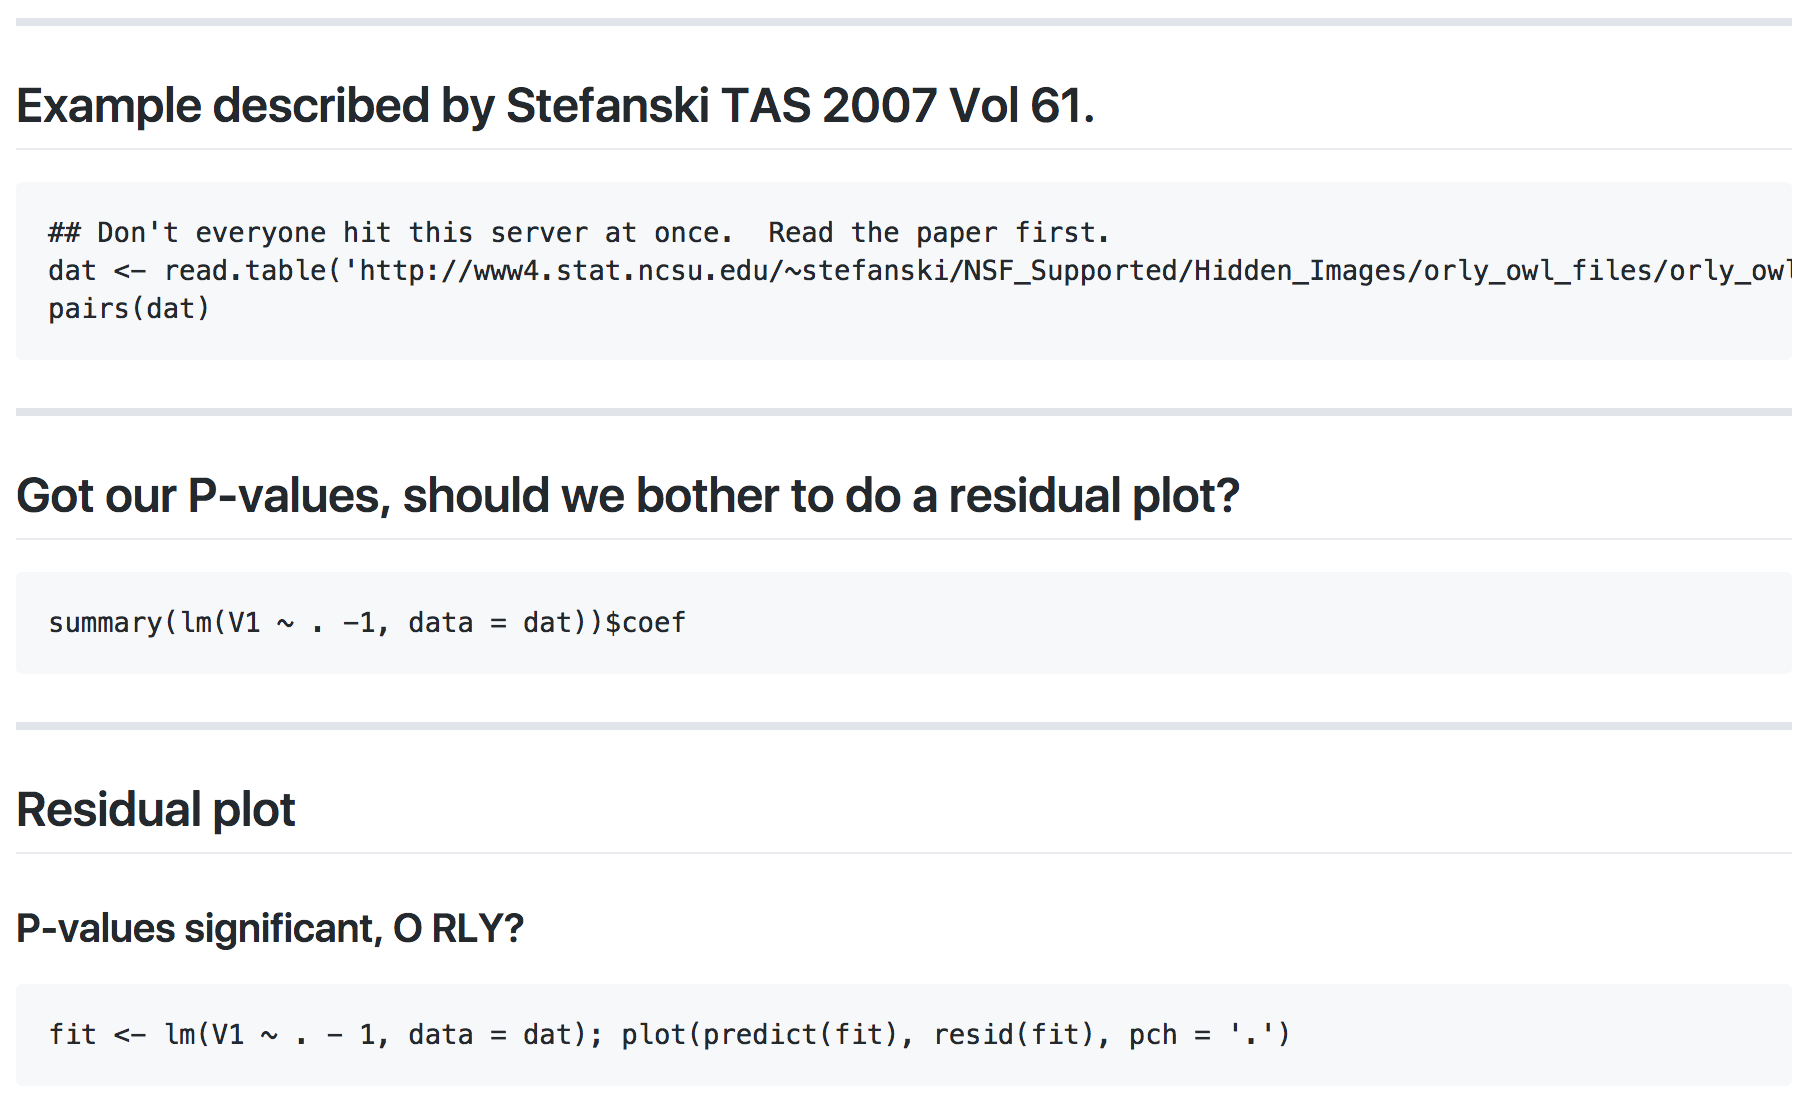 Example described by Stefanski TAS 2007 Vol 61.
## Don't everyone hit this server at once.  Read the paper first.
dat <- read.table('http://www4.stat.ncsu.edu/~stefanski/NSF_Supported/Hidden_Images/orly_owl_files/orly_owl
pairs(dat)
Got our P-values, should we bother to do a residual plot?
summary(lm(V1 ~ . -1, data = dat))$coef
Residual plot
P-values significant, O RLY?
fit <- lm(V1 ~ . - 1, data = dat); plot(predict(fit), resid(fit), pch = '.')